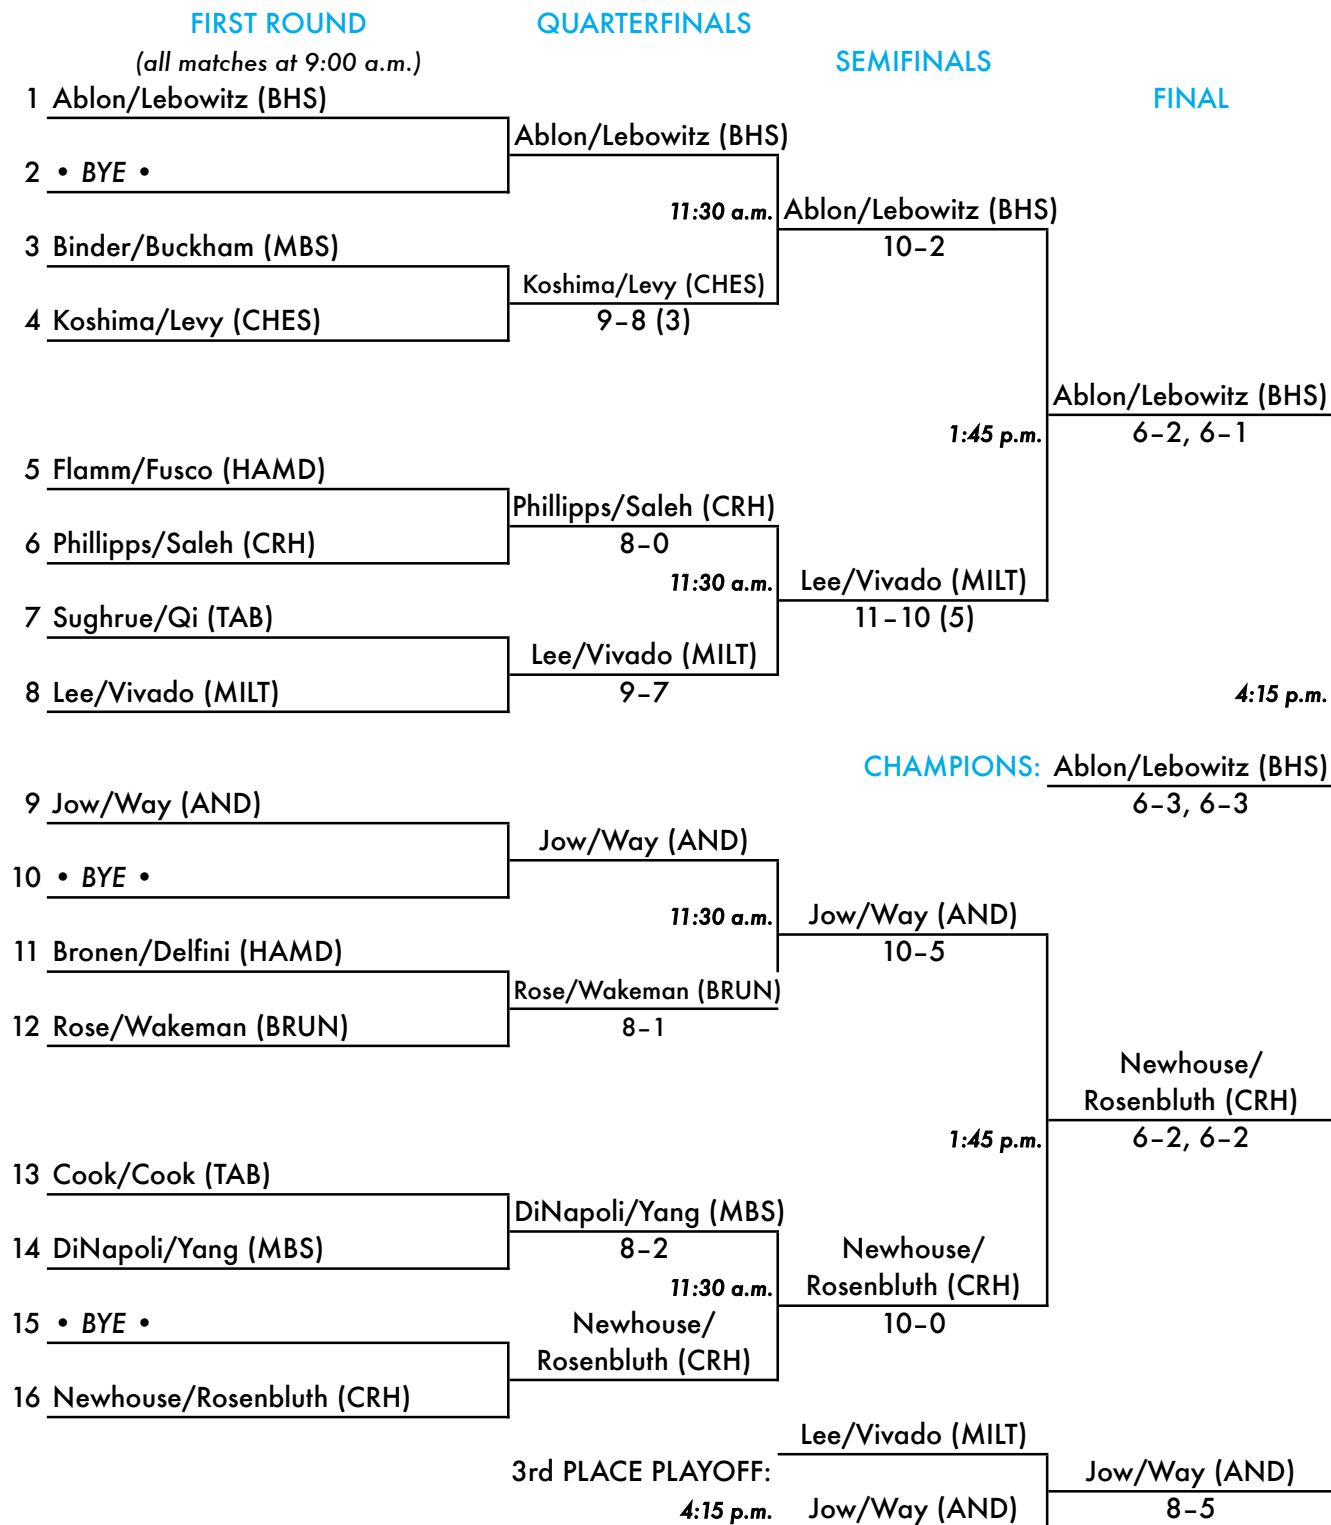 FIRST ROUND
QUARTERFINALS
(all matches at 9:00 a.m.)
SEMIFINALS
1 Ablon/Lebowitz (BHS)
FINAL
Ablon/Lebowitz (BHS)
2 • BYE •
11:30 a.m.
Ablon/Lebowitz (BHS)
3 Binder/Buckham (MBS)
10–2
Koshima/Levy (CHES)
4 Koshima/Levy (CHES)
9–8 (3)
Ablon/Lebowitz (BHS)
1:45 p.m.
6–2, 6–1
5 Flamm/Fusco (HAMD)
Phillipps/Saleh (CRH)
6 Phillipps/Saleh (CRH)
8–0
11:30 a.m.
Lee/Vivado (MILT)
7 Sughrue/Qi (TAB)
11–10 (5)
Lee/Vivado (MILT)
8 Lee/Vivado (MILT)
9–7
4:15 p.m.
CHAMPIONS: Ablon/Lebowitz (BHS)
9 Jow/Way (AND)
6–3, 6–3
Jow/Way (AND)
10 • BYE •
11:30 a.m.
Jow/Way (AND)
11 Bronen/Delfini (HAMD)
10–5
Rose/Wakeman (BRUN)
12 Rose/Wakeman (BRUN)
8–1
Newhouse/
Rosenbluth (CRH)
1:45 p.m.
6–2, 6–2
13 Cook/Cook (TAB)
DiNapoli/Yang (MBS)
14 DiNapoli/Yang (MBS)
8–2
Newhouse/
11:30 a.m.
Rosenbluth (CRH)
15 • BYE •
Newhouse/
10–0
Rosenbluth (CRH)
16 Newhouse/Rosenbluth (CRH)
Lee/Vivado (MILT)
3rd PLACE PLAYOFF:
Jow/Way (AND)
4:15 p.m.
Jow/Way (AND)
8–5